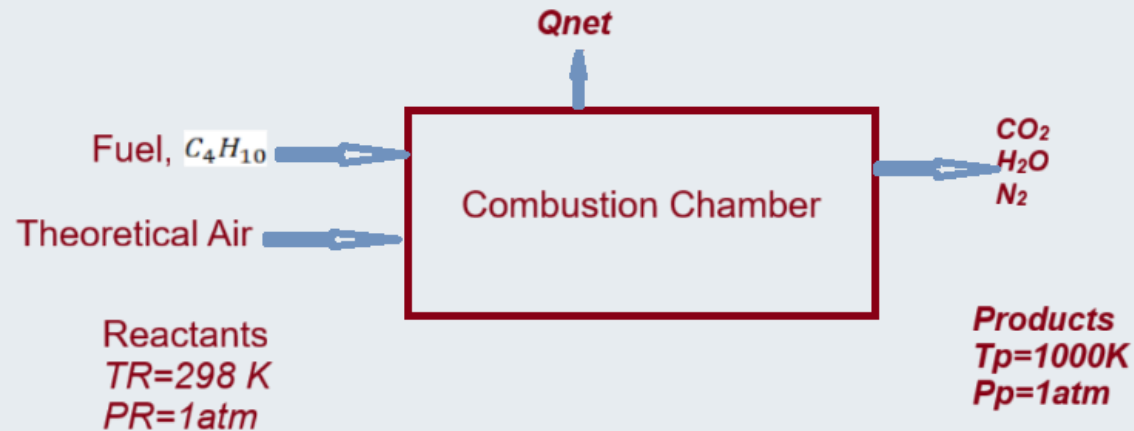 Qnet
Fuel, C₄H₁₀
Theoretical Air
Combustion Chamber
CO₂
H₂O
N₂
Reactants
TR=298 K
PR=1atm
Products
Tp=1000K
Pp=1atm